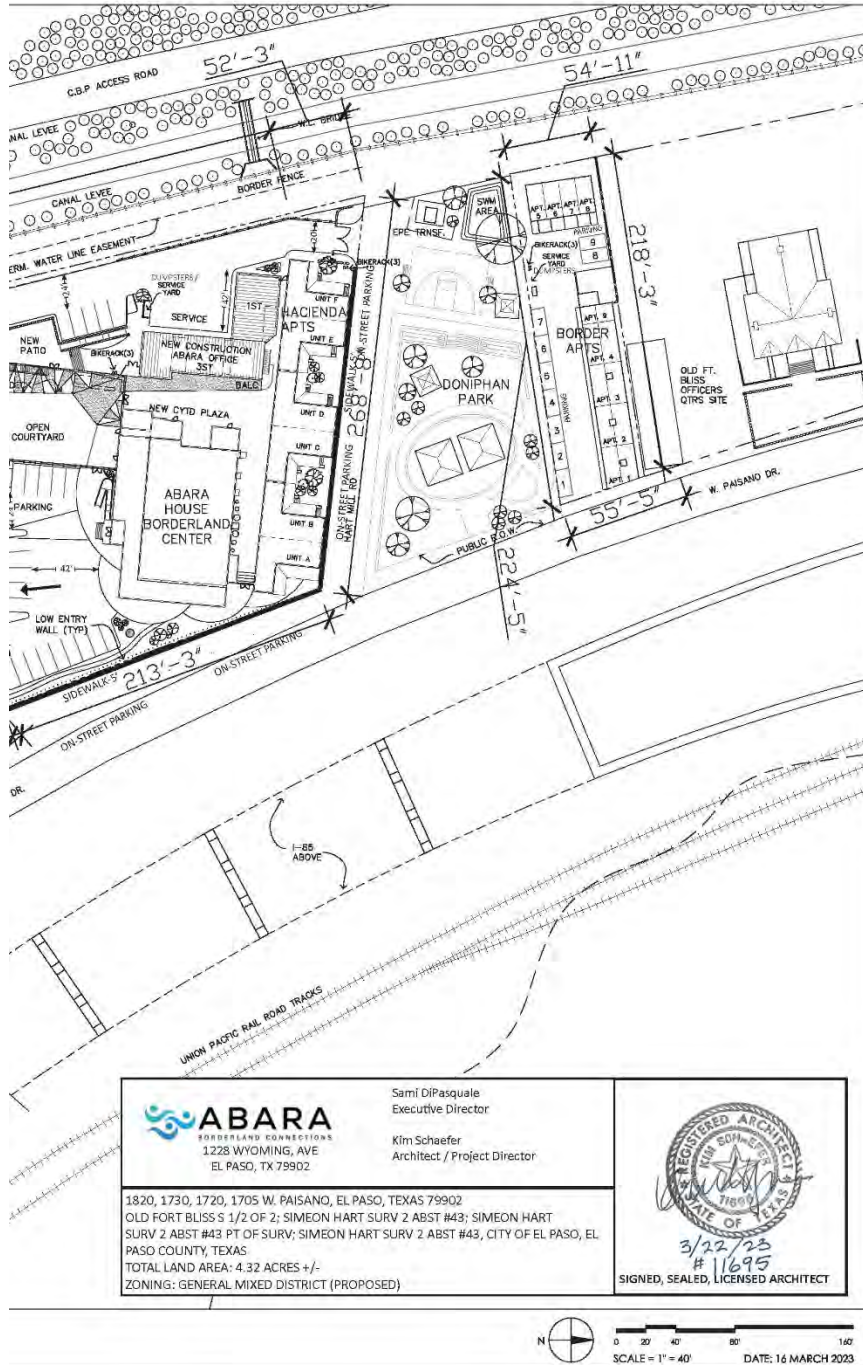 52'-3"
C.B.P ACCESS ROAD
54'-11"
CANAL LEVEE
W.L. BRIDGE
CANAL LEVEE
BORDER FENCE
SWM
AREA
EPE TRNSF.
APT. APT. APT. APT.
5 6 7 8
PARKING
9
8
BIKERACK(3)
SERVICE
YARD
DUMPSTERS
218'-3"
ERM. WATER LINE EASEMENT
DUMPSTERS/
SERVICE
YARD
SERVICE
42'
1ST
20'
BIKERACK(3)
UNIT F
HACIENDA
APTS
UNIT E
NEW
PATIO
BIKERACK(3)
NEW CONSTRUCTION
ABARA OFFICE
3ST
BALC
NEW CYTD PLAZA
OPEN
COURTYARD
UNIT D
UNIT C
UNIT B
UNIT A
ABARA
HOUSE
BORDERLAND
CENTER
PARKING
42'
LOW ENTRY
WALL (TYP)
ON-STREET PARKING
SIDEWALK-5'
268'-8"
ON-STREET PARKING
HART MILL RD
DONIPHAN
PARK
BORDER
APTS
7
6
5
4
3
2
1
PARKING
APT. 4
APT. 3
APT. 2
APT. 1
OLD FT.
BLISS
OFFICERS
QTRS SITE
W. PAISANO DR.
55'-5"
PUBLIC R.O.W.
224'-5"
213'-3"
SIDEWALK-5'
ON-STREET PARKING
ON-STREET PARKING
DR.
I-85
ABOVE
UNION PACFIC RAIL ROAD TRACKS
ABARA
BORDERLAND CONNECTIONS
1228 WYOMING, AVE
EL PASO, TX 79902
Sami DiPasquale
Executive Director
Kim Schaefer
Architect / Project Director
1820, 1730, 1720, 1705 W. PAISANO, EL PASO, TEXAS 79902
OLD FORT BLISS S 1/2 OF 2; SIMEON HART SURV 2 ABST #43; SIMEON HART
SURV 2 ABST #43 PT OF SURV; SIMEON HART SURV 2 ABST #43, CITY OF EL PASO, EL
PASO COUNTY, TEXAS
TOTAL LAND AREA: 4.32 ACRES +/-
ZONING: GENERAL MIXED DISTRICT (PROPOSED)
REGISTERED ARCHITECT
STATE OF TEXAS
11695
3/22/23
# 11695
SIGNED, SEALED, LICENSED ARCHITECT
N
0 20' 40' 80' 160'
SCALE = 1" = 40'
DATE: 16 MARCH 2023